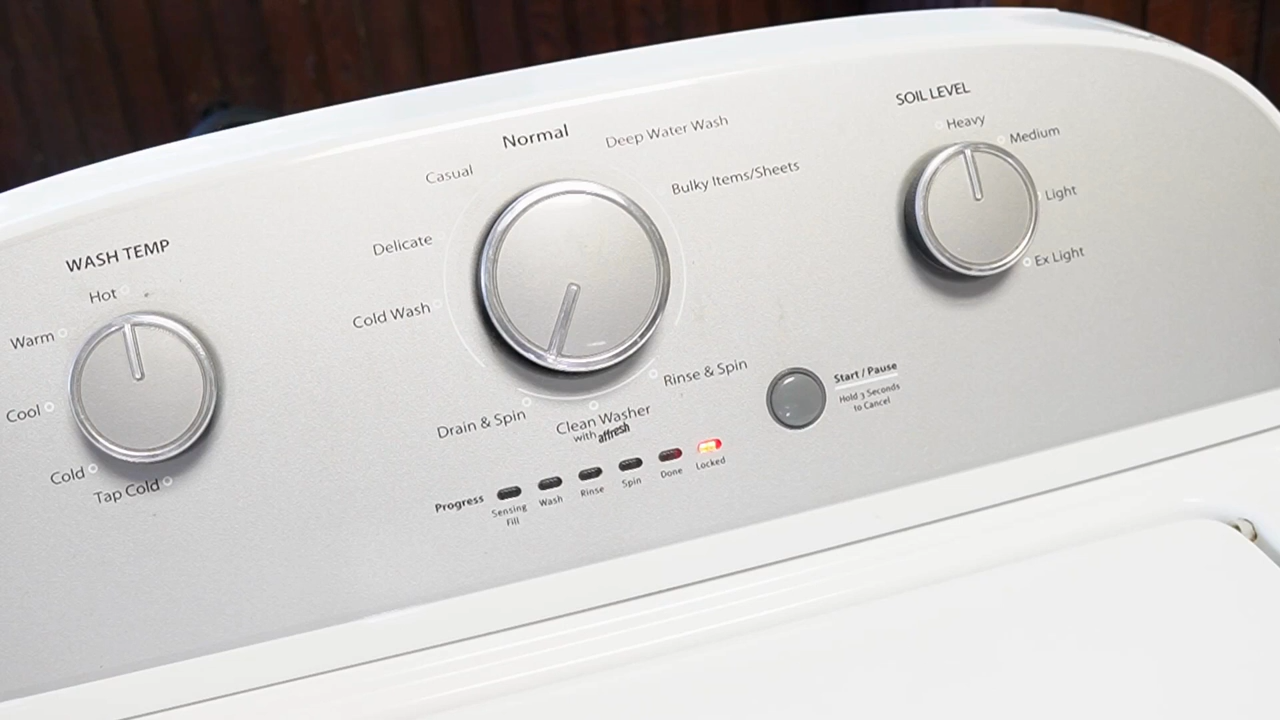 WASH TEMP
Hot
Warm
Cool
Cold
Tap Cold
Normal
Deep Water Wash
Casual
Bulky Items/Sheets
Delicate
Cold Wash
Rinse & Spin
Drain & Spin
Clean Washer
with affresh
SOIL LEVEL
Heavy
Medium
Light
Ex Light
Start / Pause
Hold 3 Seconds
to Cancel
Progress
Sensing
Fill
Wash
Rinse
Spin
Done
Locked